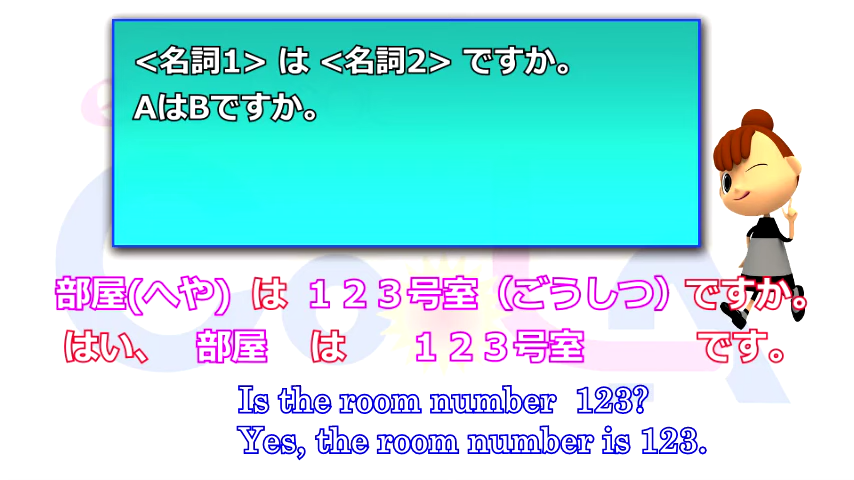 <名詞1> は <名詞2> ですか。
AはBですか。
部屋(へや) は １２３号室（ごうしつ）ですか。
はい、 部屋 は １２３号室 です。
Is the room number 123?
Yes, the room number is 123.